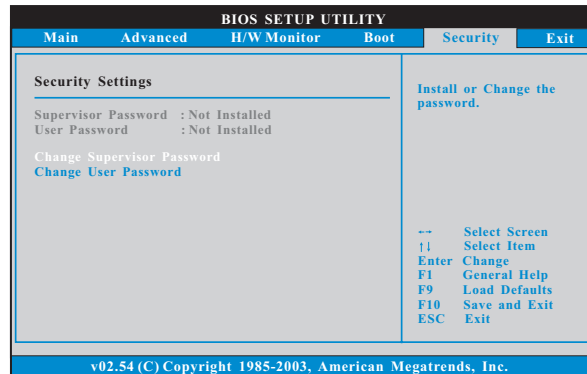 BIOS SETUP UTILITY
Main Advanced H/W Monitor Boot Security Exit
Security Settings
Supervisor Password : Not Installed
User Password : Not Installed
Change Supervisor Password
Change User Password
Install or Change the
password.
←→ Select Screen
↑↓ Select Item
Enter Change
F1 General Help
F9 Load Defaults
F10 Save and Exit
ESC Exit
v02.54 (C) Copyright 1985-2003, American Megatrends, Inc.